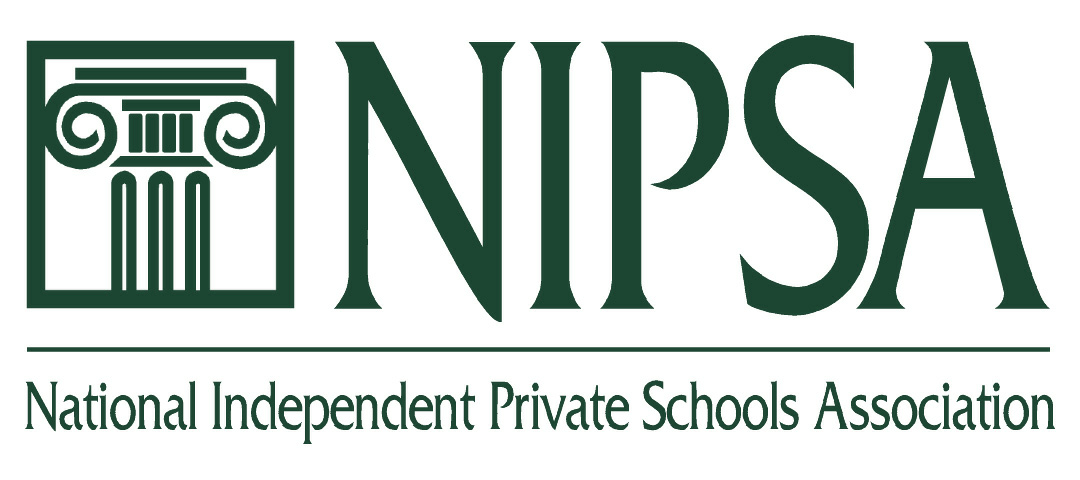 NIPSA
National Independent Private Schools Association